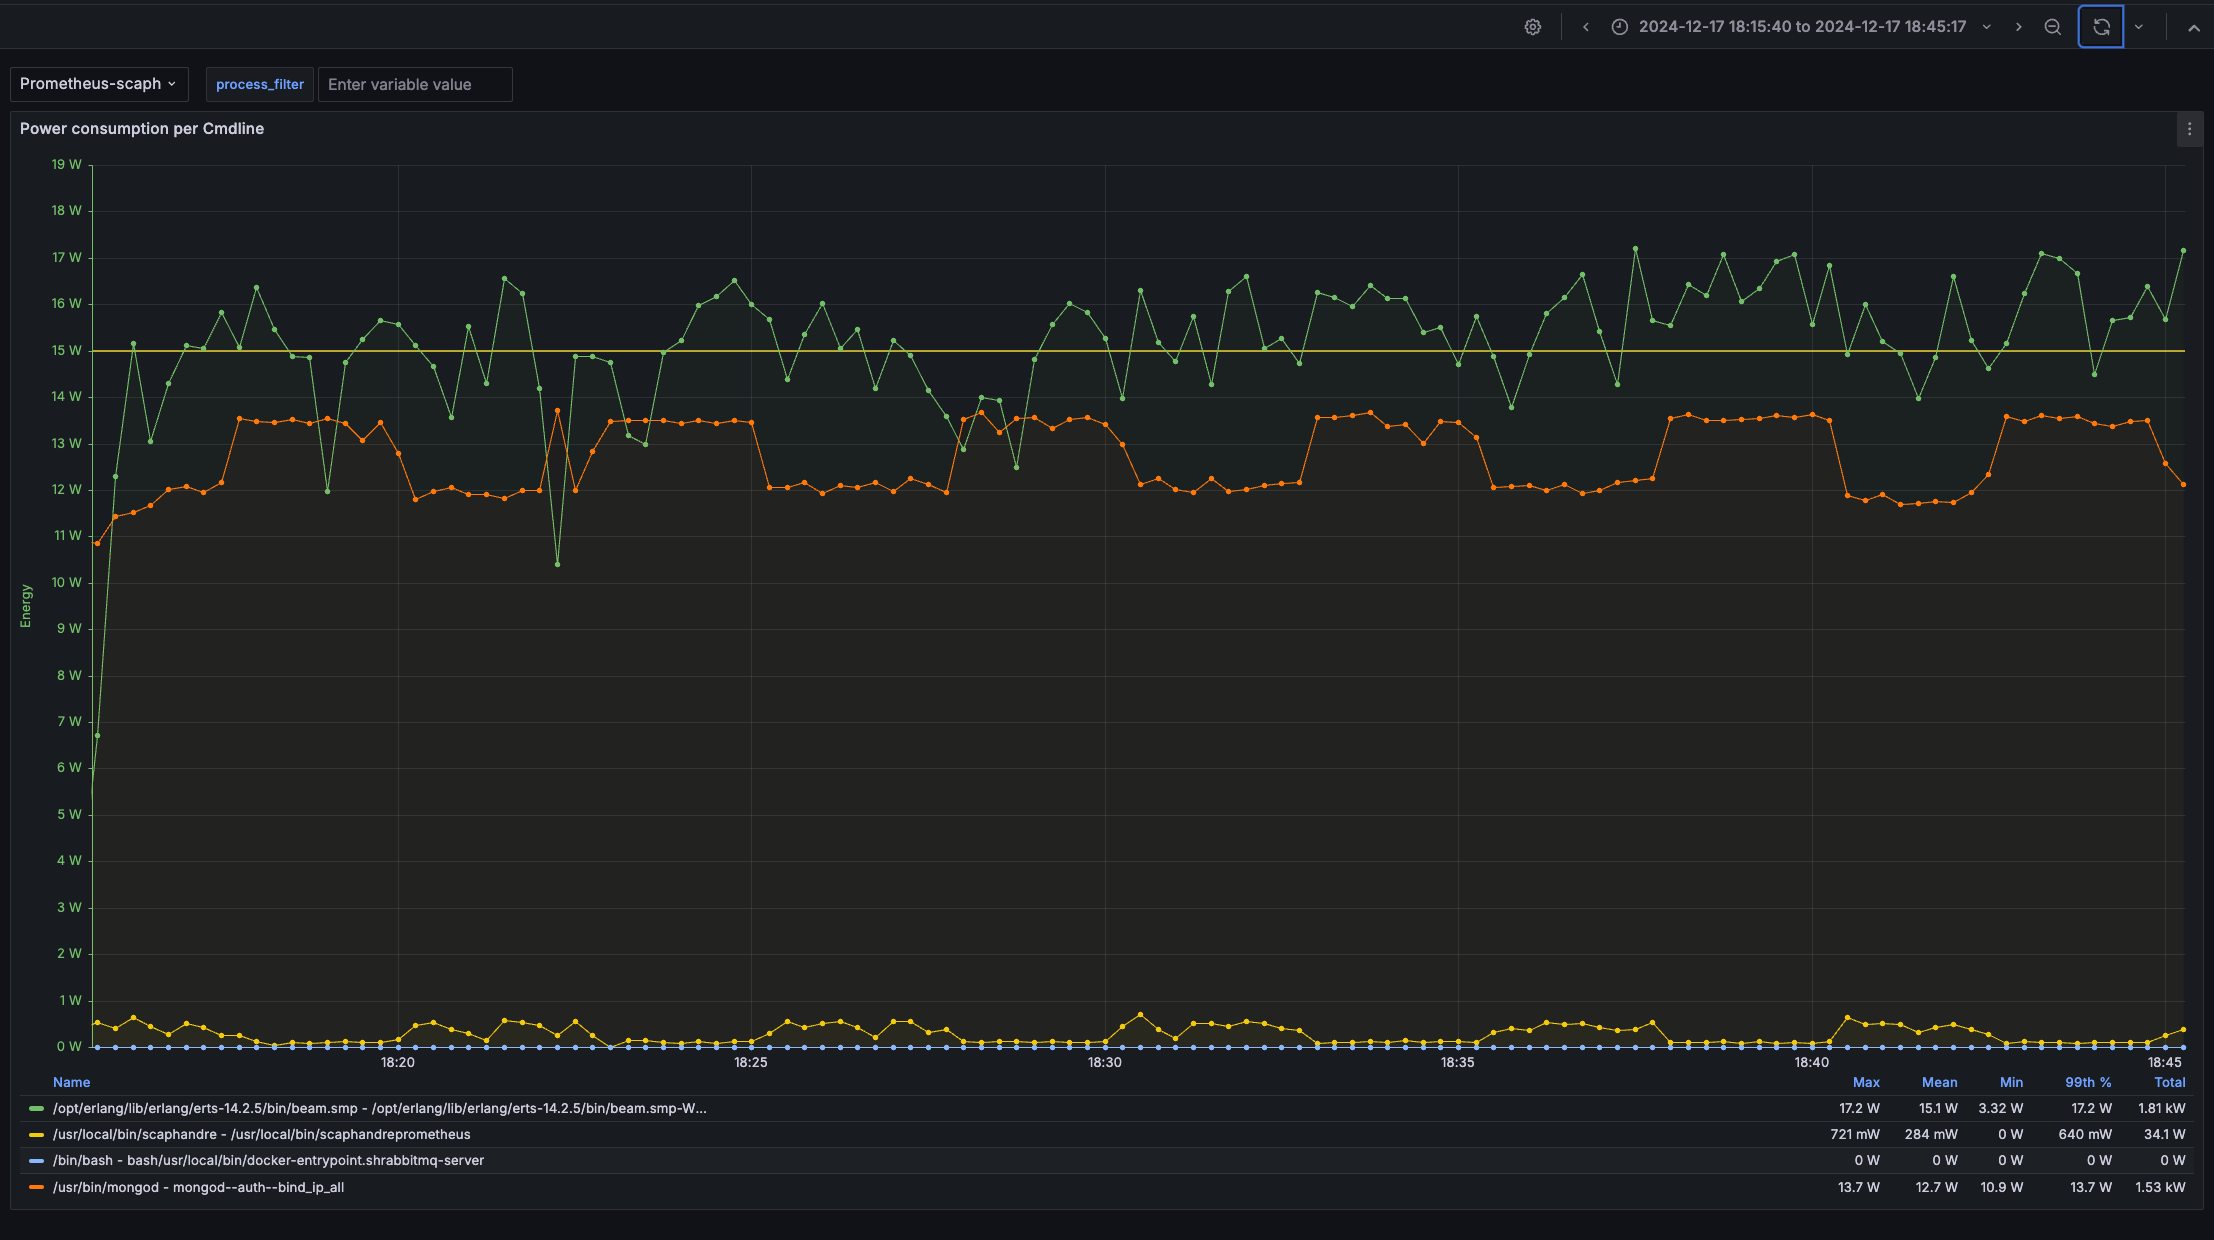 2024-12-17 18:15:40 to 2024-12-17 18:45:17
Prometheus-scaph process_filter Enter variable value
Power consumption per Cmdline
19 W
18 W
17 W
16 W
15 W
14 W
13 W
12 W
11 W
10 W
9 W
8 W
7 W
6 W
5 W
4 W
3 W
2 W
1 W
0 W
Energy
18:20 18:25 18:30 18:35 18:40 18:45
Name Max Mean Min 99th % Total
/opt/erlang/lib/erlang/erts-14.2.5/bin/beam.smp - /opt/erlang/lib/erlang/erts-14.2.5/bin/beam.smp-W... 17.2 W 15.1 W 3.32 W 17.2 W 1.81 kW
/usr/local/bin/scaphandre - /usr/local/bin/scaphandreprometheus 721 mW 284 mW 0 W 640 mW 34.1 W
/bin/bash - bash/usr/local/bin/docker-entrypoint.shrabbitmq-server 0 W 0 W 0 W 0 W 0 W
/usr/bin/mongod - mongod--auth--bind_ip_all 13.7 W 12.7 W 10.9 W 13.7 W 1.53 kW